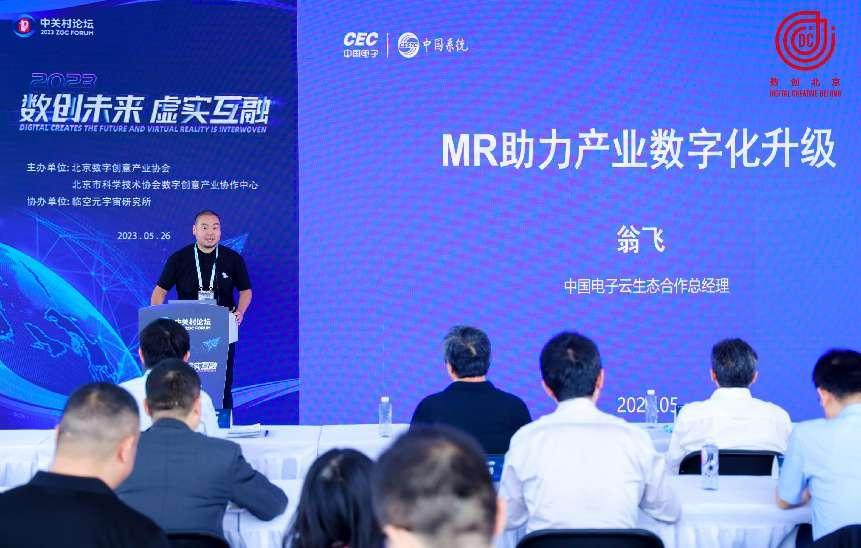 中关村论坛
2023 ZGC FORUM
2023
数创未来 虚实互融
DIGITAL CREATES THE FUTURE AND VIRTUAL REALITY IS INTERWOVEN
主办单位：北京数字创意产业协会
北京市科学技术协会数字创意产业协作中心
协办单位：临空元宇宙研究所
2023.05.26
中关村论坛
ZGC FORUM
实互融
CEC
中国电子
CESTC
中国系统
数创北京
DIGITAL CREATIVE BEIJING
MR助力产业数字化升级
翁飞
中国电子云生态合作总经理